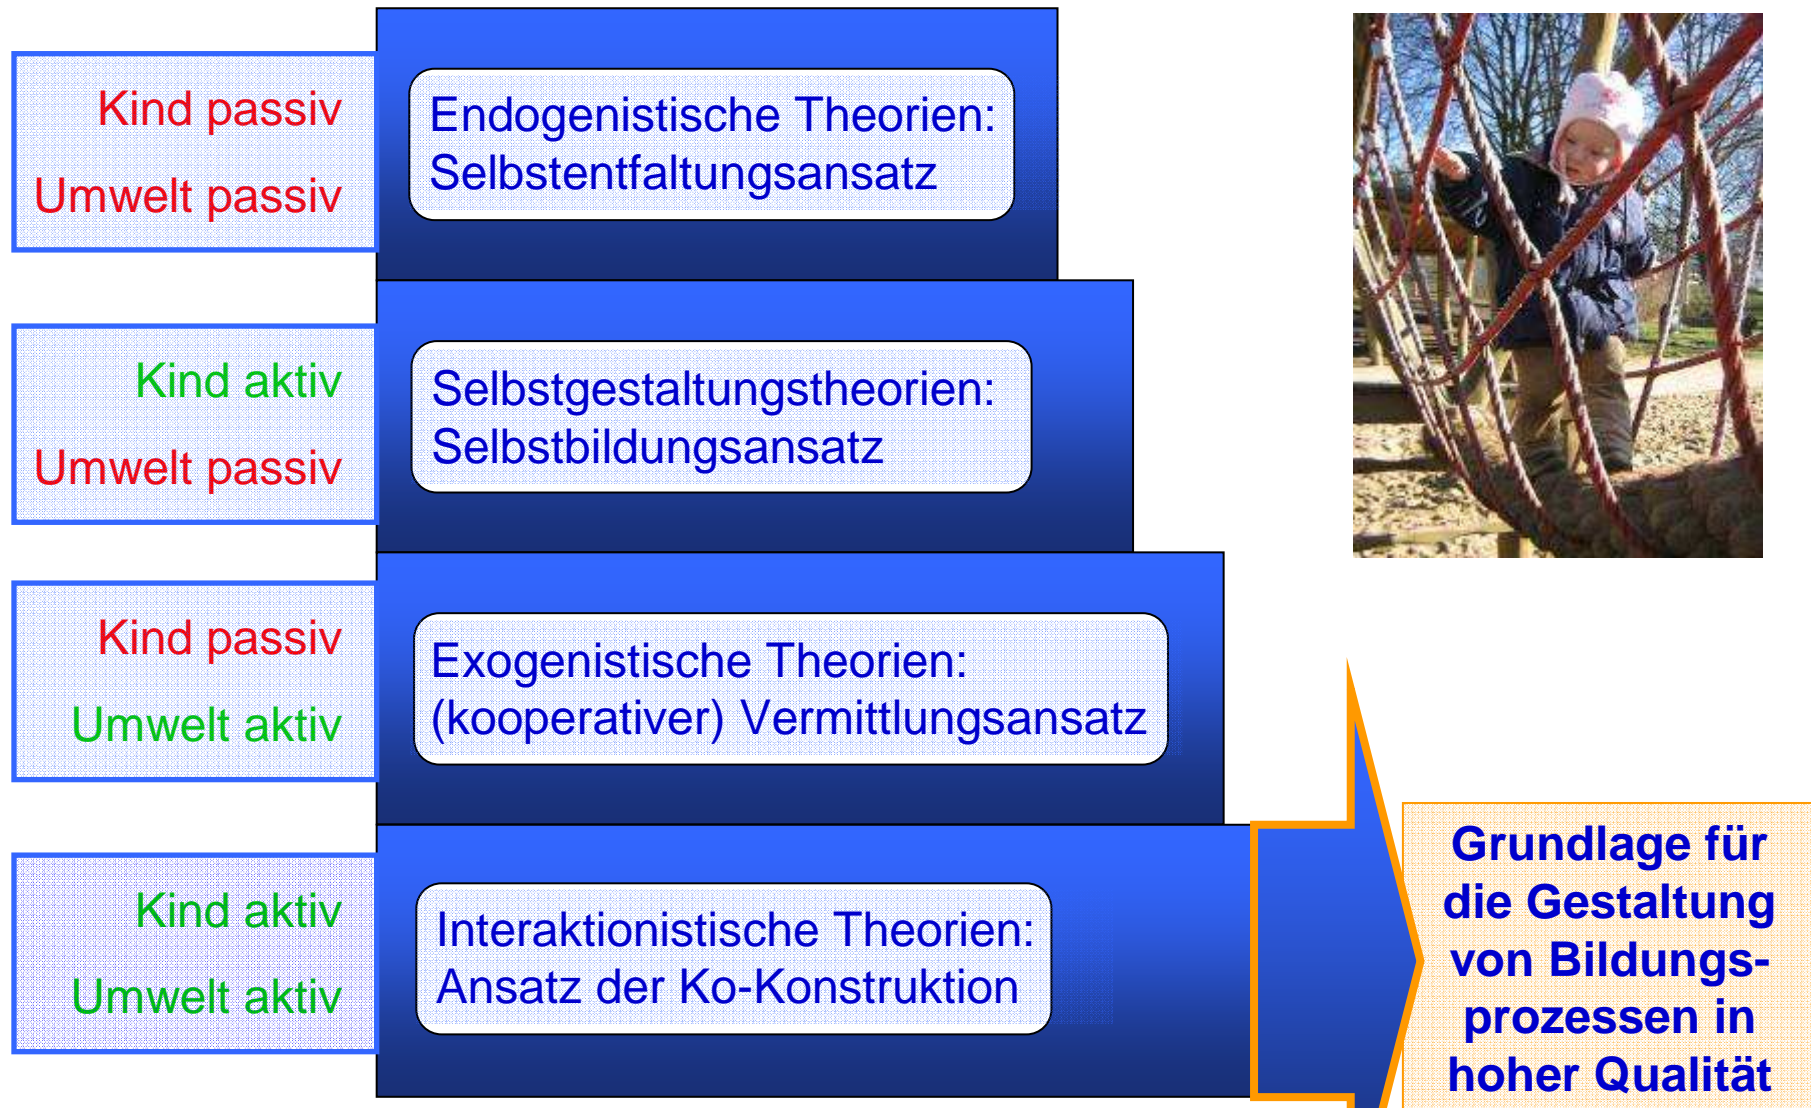 Kind passiv
Umwelt passiv
Endogenistische Theorien:
Selbstentfaltungsansatz
Kind aktiv
Umwelt passiv
Selbstgestaltungstheorien:
Selbstbildungsansatz
Kind passiv
Umwelt aktiv
Exogenistische Theorien:
(kooperativer) Vermittlungsansatz
Kind aktiv
Umwelt aktiv
Interaktionistische Theorien:
Ansatz der Ko-Konstruktion
Grundlage für
die Gestaltung
von Bildungs-
prozessen in
hoher Qualität